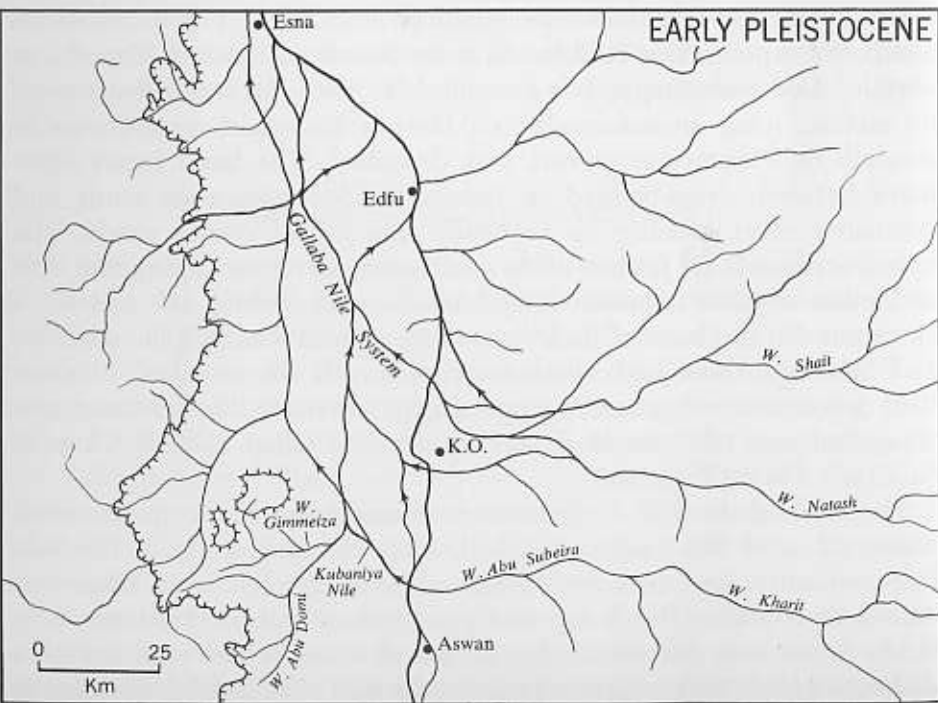 EARLY PLEISTOCENE
Esna
Edfu
Gallaba Nile
System
W. Shait
K.O.
W. Natash
W.
Gimmeiza
W. Abu Subeira
Kubaniya
Nile
W. Kharit
W. Abu Domi
Aswan
0 25
Km